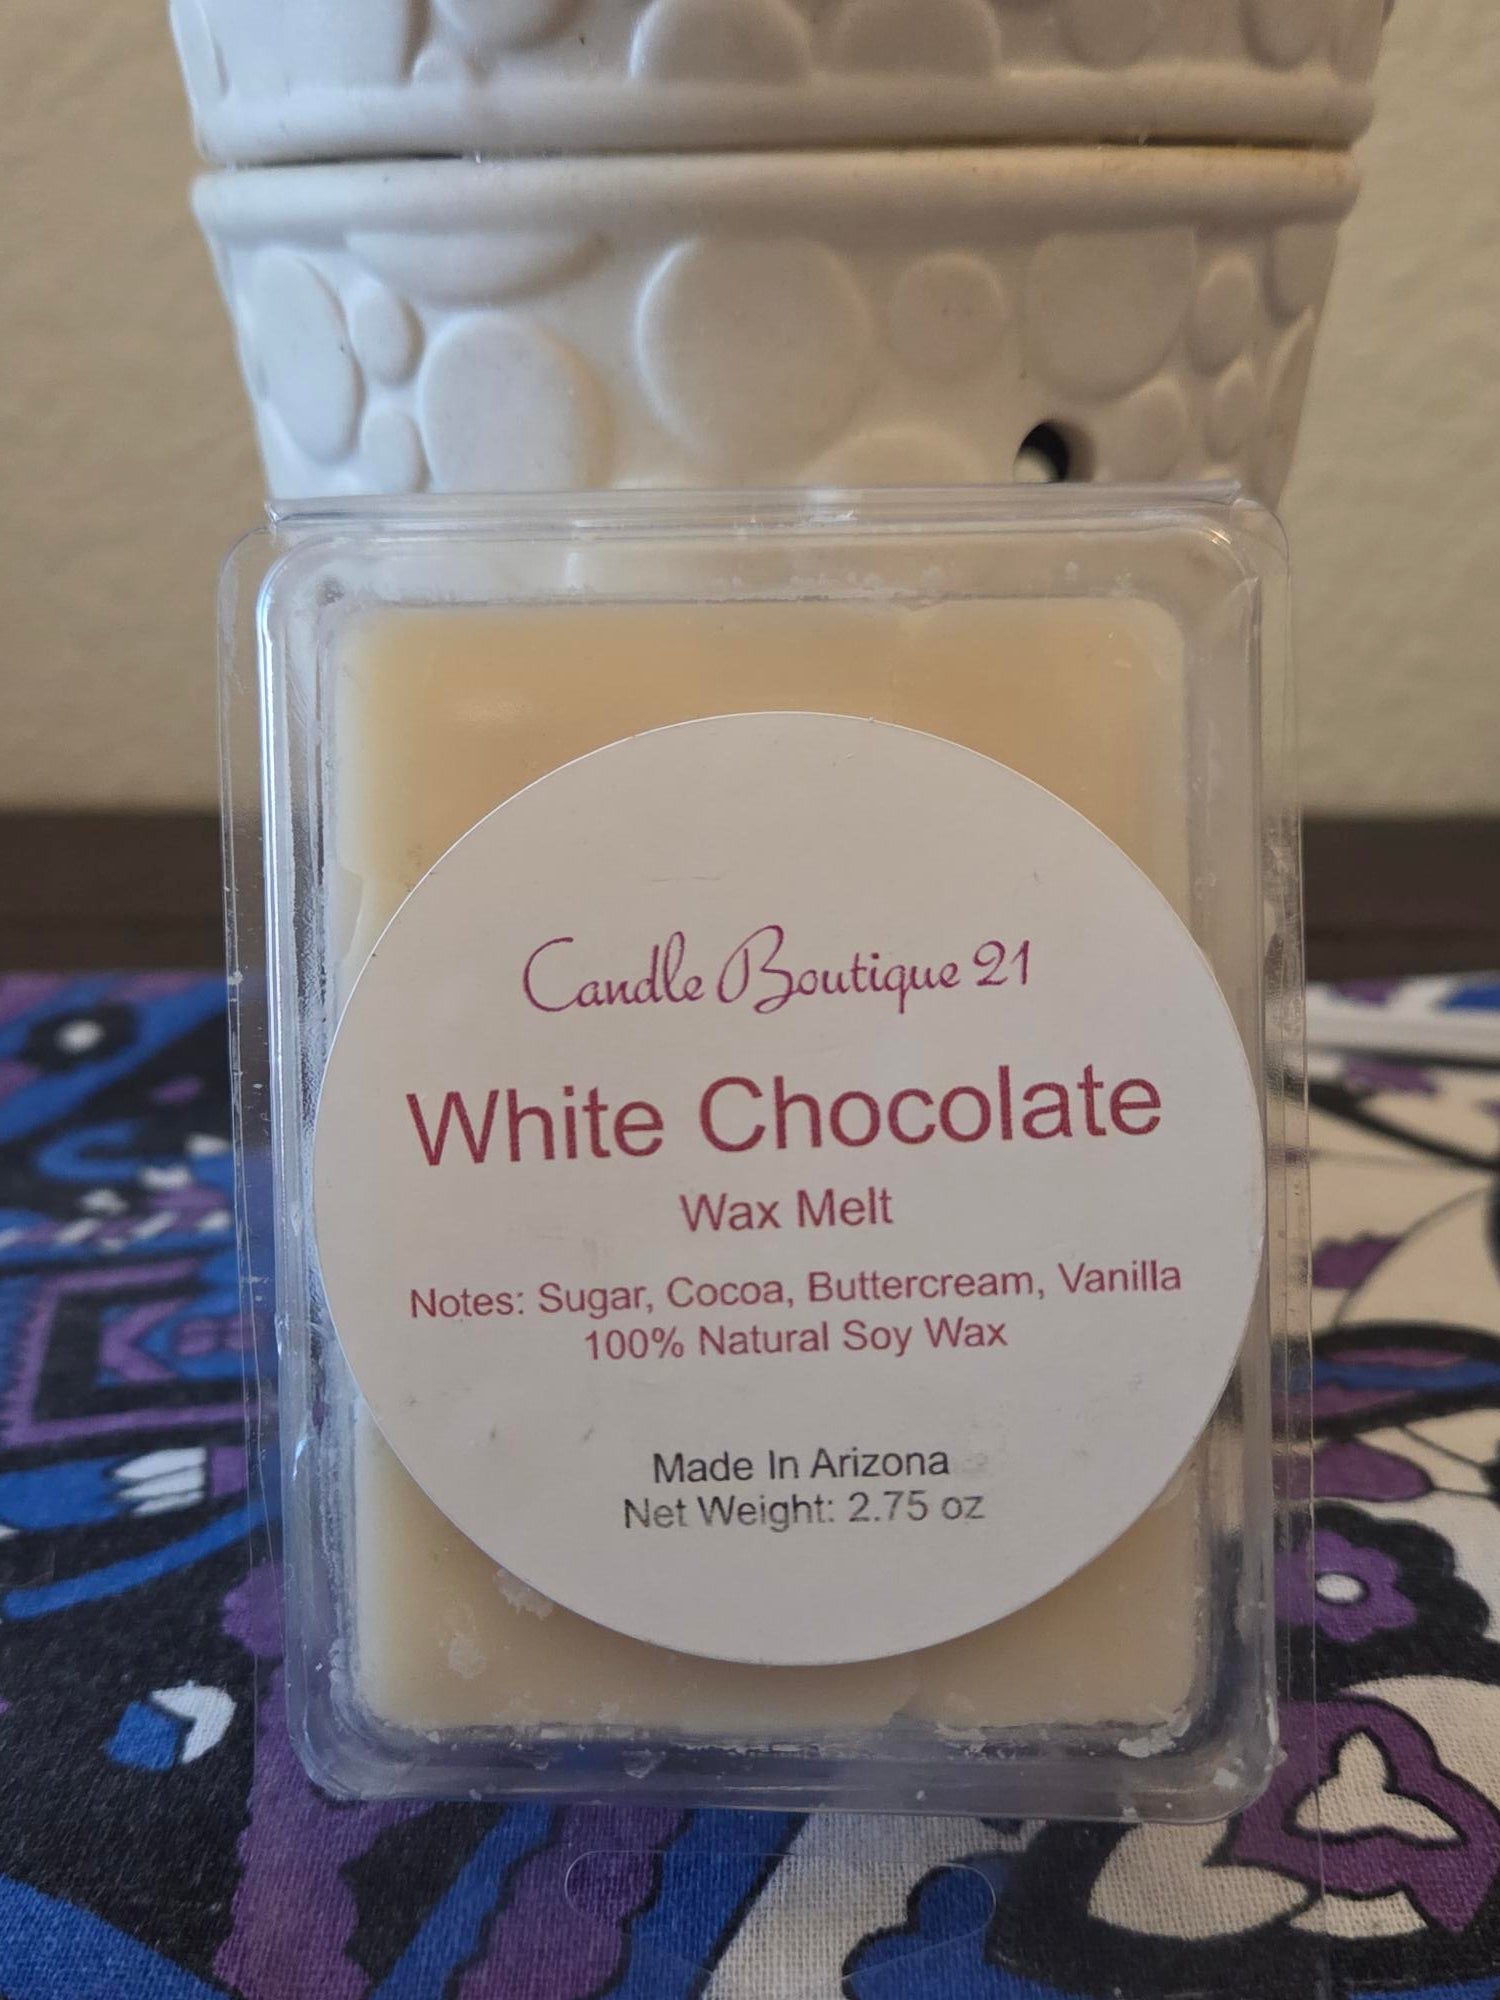 Candle Boutique 21
White Chocolate
Wax Melt
Notes: Sugar, Cocoa, Buttercream, Vanilla
100% Natural Soy Wax
Made In Arizona
Net Weight: 2.75 oz